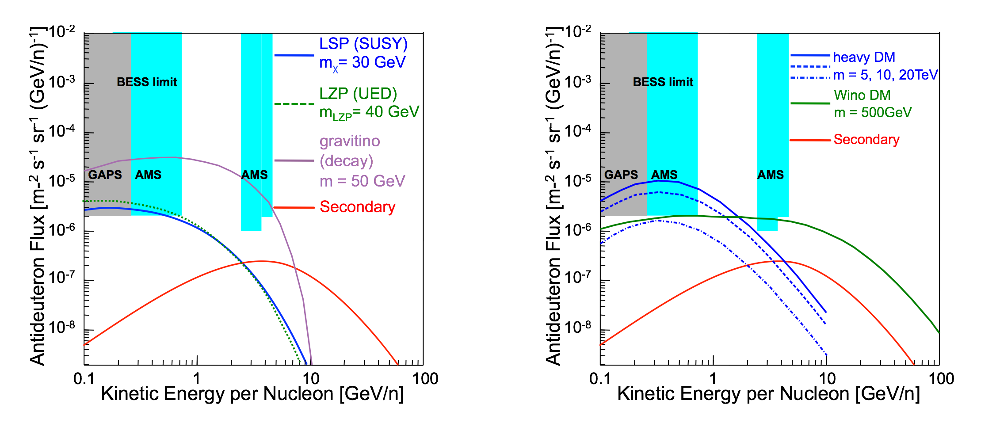 Antideuteron Flux [m-² s⁻¹ sr⁻¹ (GeV/n)⁻¹]
10⁻²
10⁻³
10⁻⁴
10⁻⁵
10⁻⁶
10⁻⁷
10⁻⁸
BESS limit
GAPS
AMS
AMS
LSP (SUSY)
mχ= 30 GeV
LZP (UED)
mLZP= 40 GeV
gravitino
(decay)
m = 50 GeV
Secondary
0.1
1
10
100
Kinetic Energy per Nucleon [GeV/n]
Antideuteron Flux [m-² s⁻¹ sr⁻¹ (GeV/n)⁻¹]
10⁻²
10⁻³
10⁻⁴
10⁻⁵
10⁻⁶
10⁻⁷
10⁻⁸
BESS limit
GAPS
AMS
AMS
heavy DM
m = 5, 10, 20TeV
Wino DM
m = 500GeV
Secondary
0.1
1
10
100
Kinetic Energy per Nucleon [GeV/n]